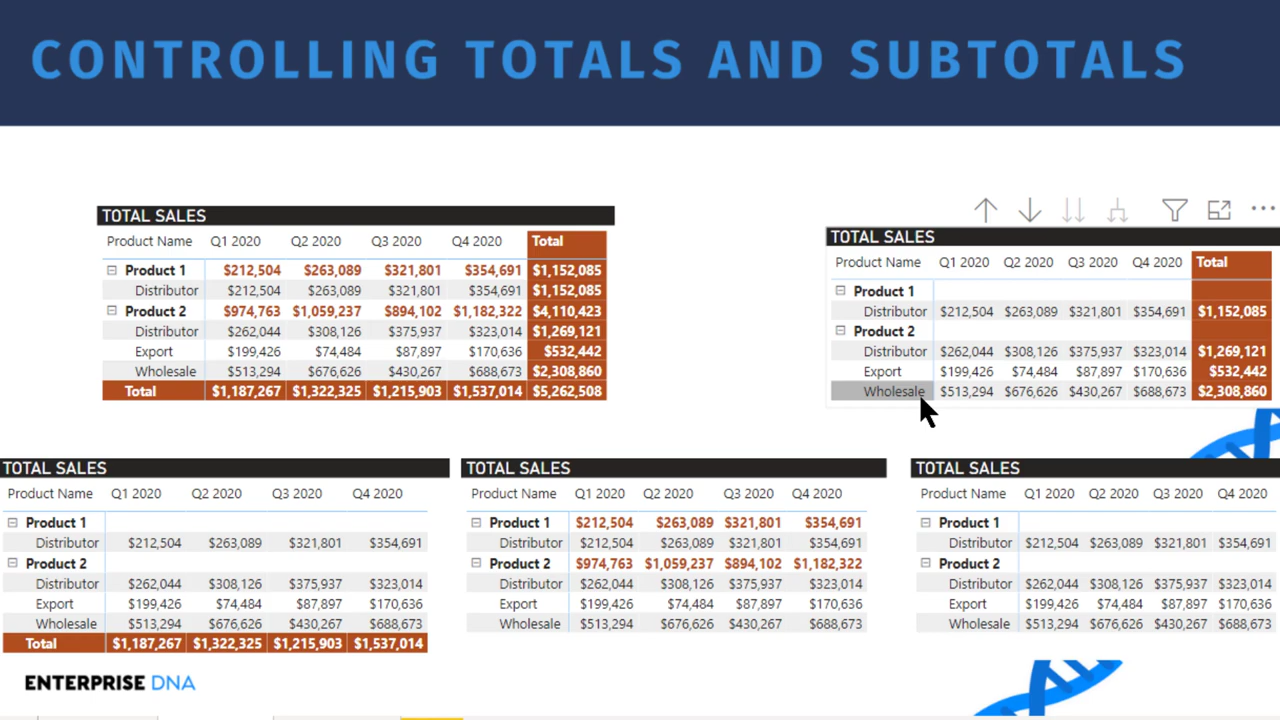 CONTROLLING TOTALS AND SUBTOTALS
TOTAL SALES
Product Name Q1 2020 Q2 2020 Q3 2020 Q4 2020 Total
Product 1 $212,504 $263,089 $321,801 $354,691 $1,152,085
Distributor $212,504 $263,089 $321,801 $354,691 $1,152,085
Product 2 $974,763 $1,059,237 $894,102 $1,182,322 $4,110,423
Distributor $262,044 $308,126 $375,937 $323,014 $1,269,121
Export $199,426 $74,484 $87,897 $170,636 $532,442
Wholesale $513,294 $676,626 $430,267 $688,673 $2,308,860
Total $1,187,267 $1,322,325 $1,215,903 $1,537,014 $5,262,508
TOTAL SALES
Product Name Q1 2020 Q2 2020 Q3 2020 Q4 2020 Total
Product 1
Distributor $212,504 $263,089 $321,801 $354,691 $1,152,085
Product 2
Distributor $262,044 $308,126 $375,937 $323,014 $1,269,121
Export $199,426 $74,484 $87,897 $170,636 $532,442
Wholesale $513,294 $676,626 $430,267 $688,673 $2,308,860
TOTAL SALES
Product Name Q1 2020 Q2 2020 Q3 2020 Q4 2020
Product 1
Distributor $212,504 $263,089 $321,801 $354,691
Product 2
Distributor $262,044 $308,126 $375,937 $323,014
Export $199,426 $74,484 $87,897 $170,636
Wholesale $513,294 $676,626 $430,267 $688,673
Total $1,187,267 $1,322,325 $1,215,903 $1,537,014
TOTAL SALES
Product Name Q1 2020 Q2 2020 Q3 2020 Q4 2020
Product 1 $212,504 $263,089 $321,801 $354,691
Distributor $212,504 $263,089 $321,801 $354,691
Product 2 $974,763 $1,059,237 $894,102 $1,182,322
Distributor $262,044 $308,126 $375,937 $323,014
Export $199,426 $74,484 $87,897 $170,636
Wholesale $513,294 $676,626 $430,267 $688,673
TOTAL SALES
Product Name Q1 2020 Q2 2020 Q3 2020 Q4 2020
Product 1
Distributor $212,504 $263,089 $321,801 $354,691
Product 2
Distributor $262,044 $308,126 $375,937 $323,014
Export $199,426 $74,484 $87,897 $170,636
Wholesale $513,294 $676,626 $430,267 $688,673
ENTERPRISE DNA